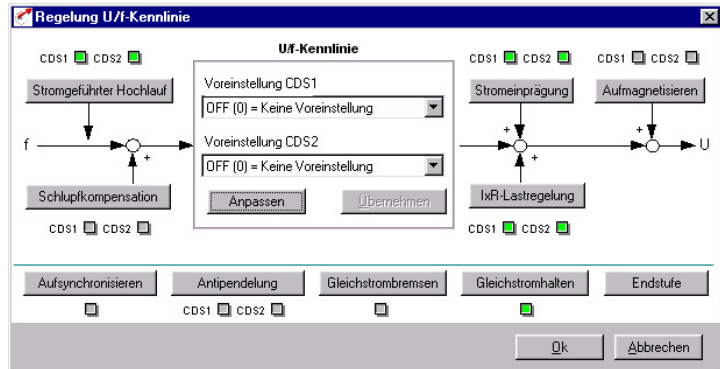 Regelung U/f-Kennlinie
CDS1 CDS2
U/f-Kennlinie
CDS1 CDS2
CDS1 CDS2
Stromgeführter Hochlauf
Voreinstellung CDS1
OFF (0) = Keine Voreinstellung
Stromeinprägung
Aufmagnetisieren
f
+
+
+
+
U
Voreinstellung CDS2
OFF (0) = Keine Voreinstellung
Schlupfkompensation
Anpassen
Übernehmen
IxR-Lastregelung
CDS1 CDS2
CDS1 CDS2
Aufsynchronisieren
Antipendelung
Gleichstrombremsen
Gleichstromhalten
Endstufe
CDS1 CDS2
Ok
Abbrechen